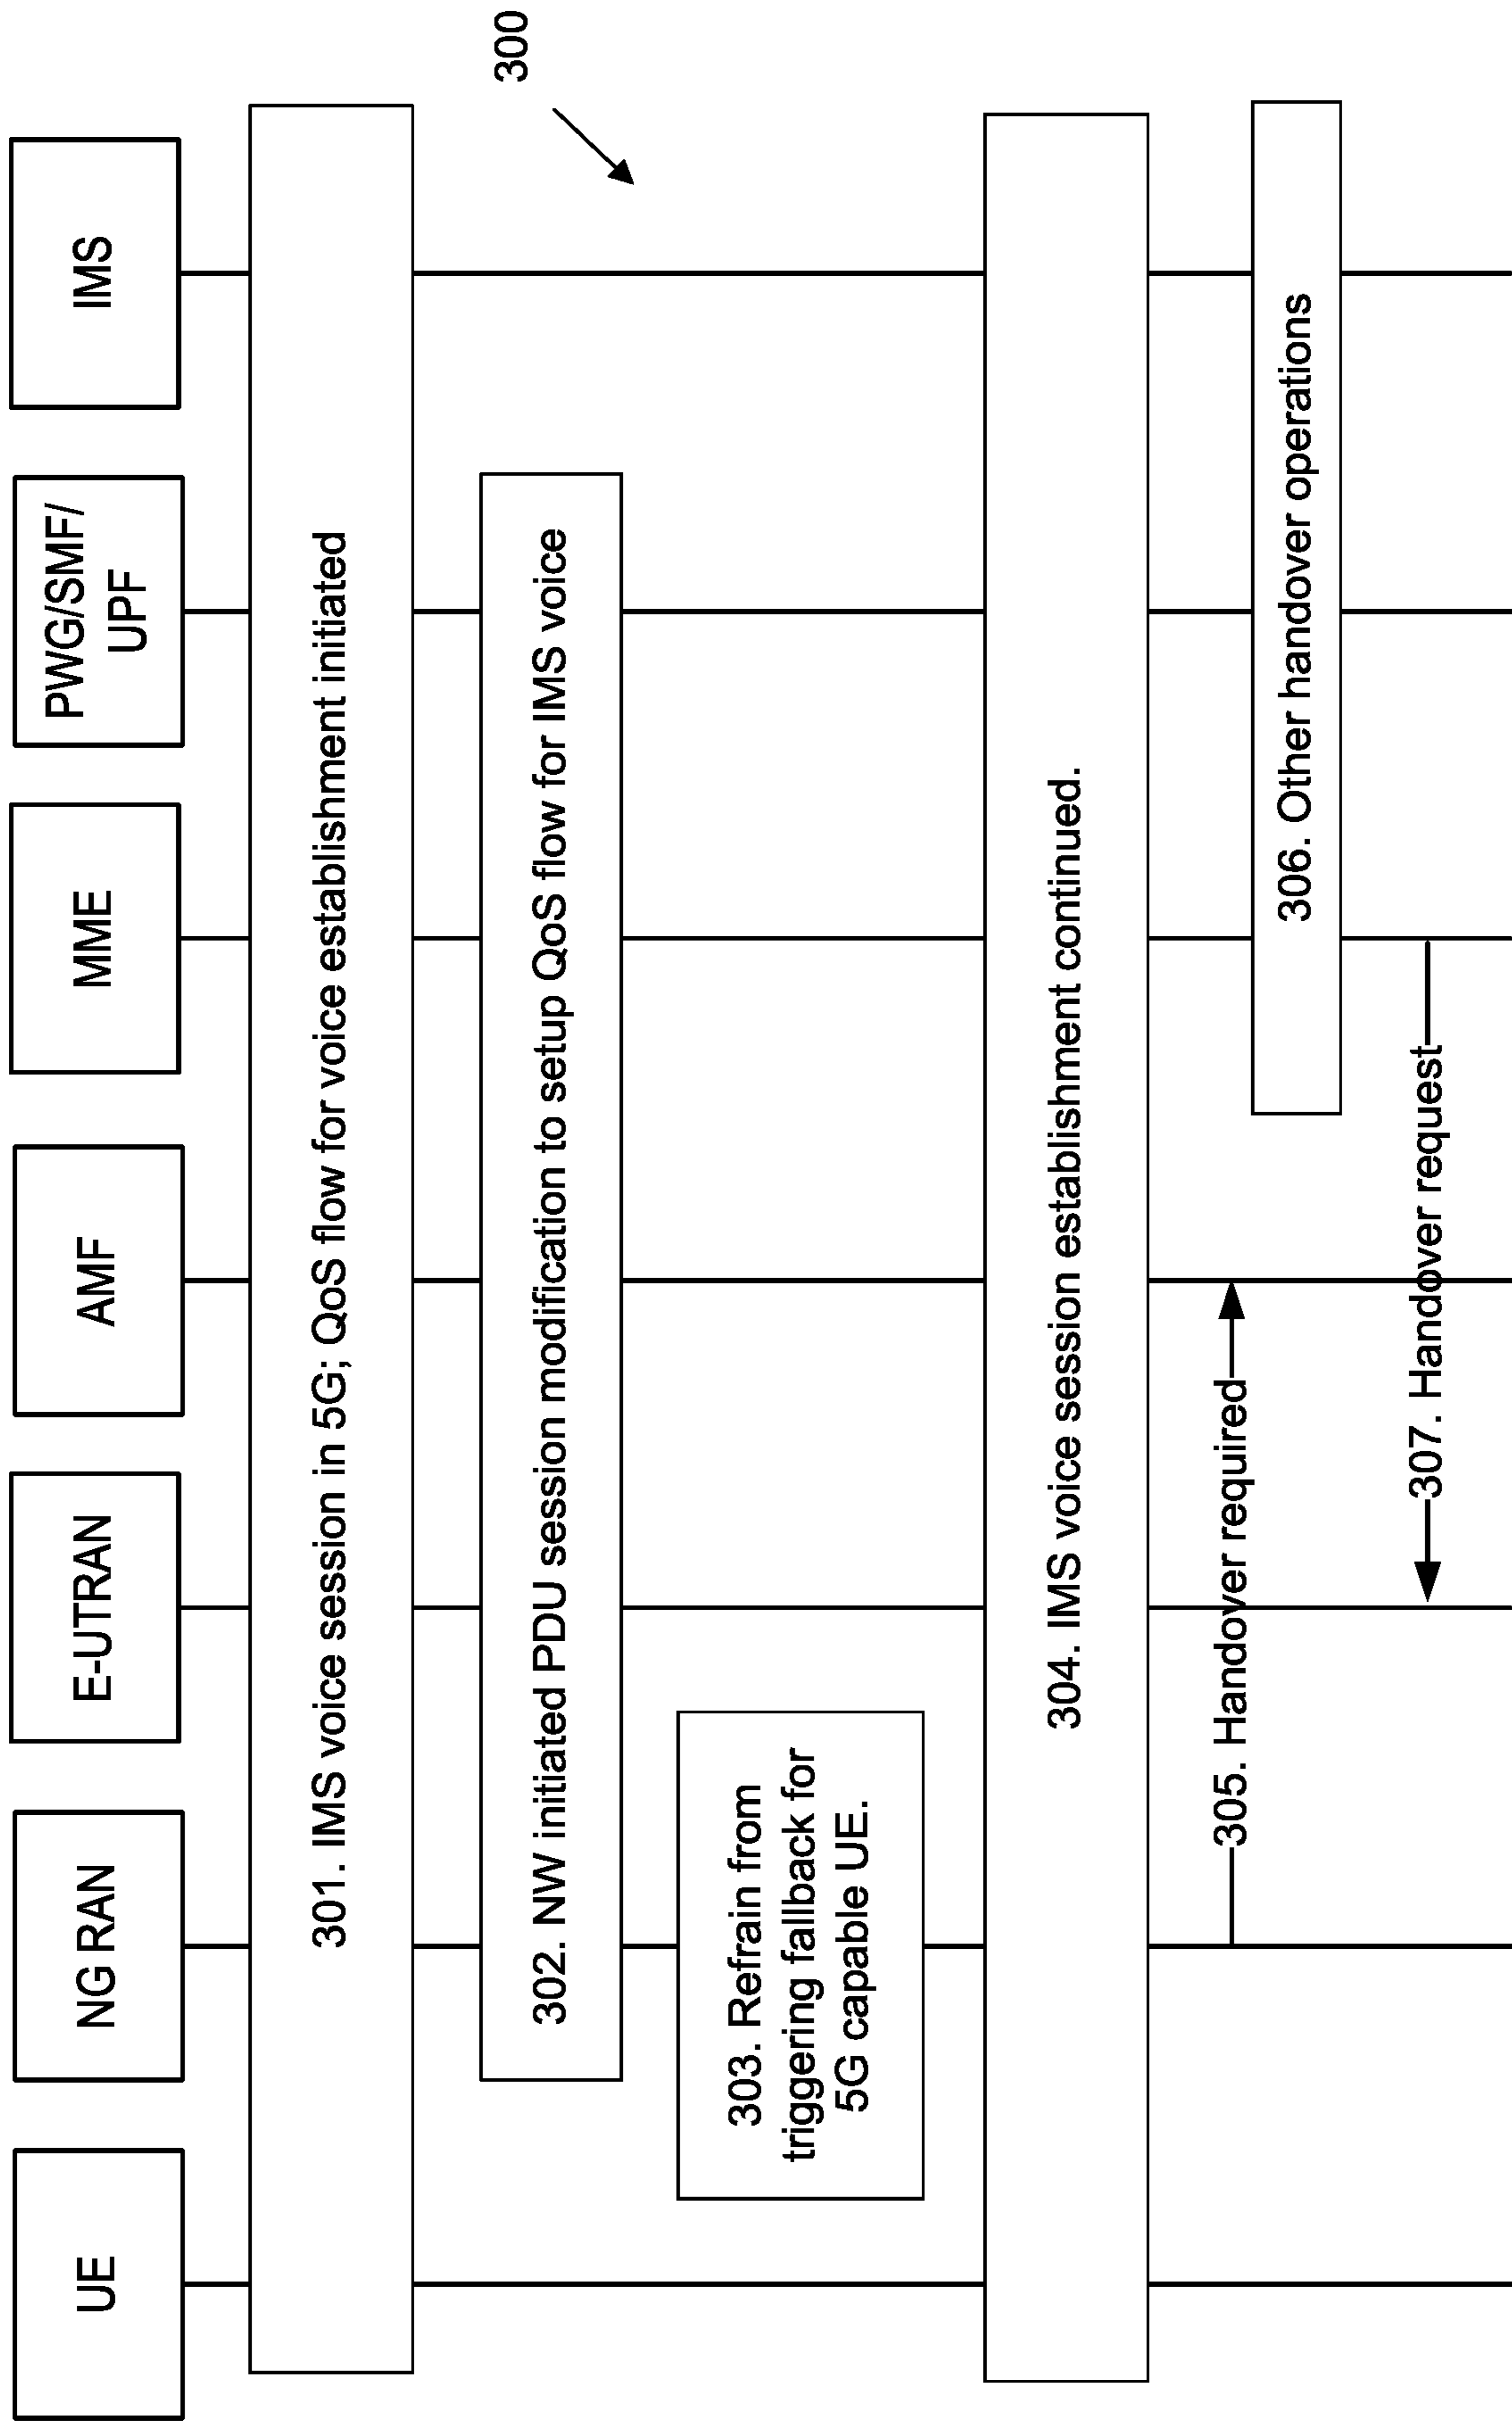 UE
NG RAN
E-UTRAN
AMF
MME
PWG/SMF/
UPF
IMS
301. IMS voice session in 5G; QoS flow for voice establishment initiated
302. NW initiated PDU session modification to setup QoS flow for IMS voice
300
303. Refrain from
triggering fallback for
5G capable UE.
304. IMS voice session establishment continued.
305. Handover required
306. Other handover operations
307. Handover request